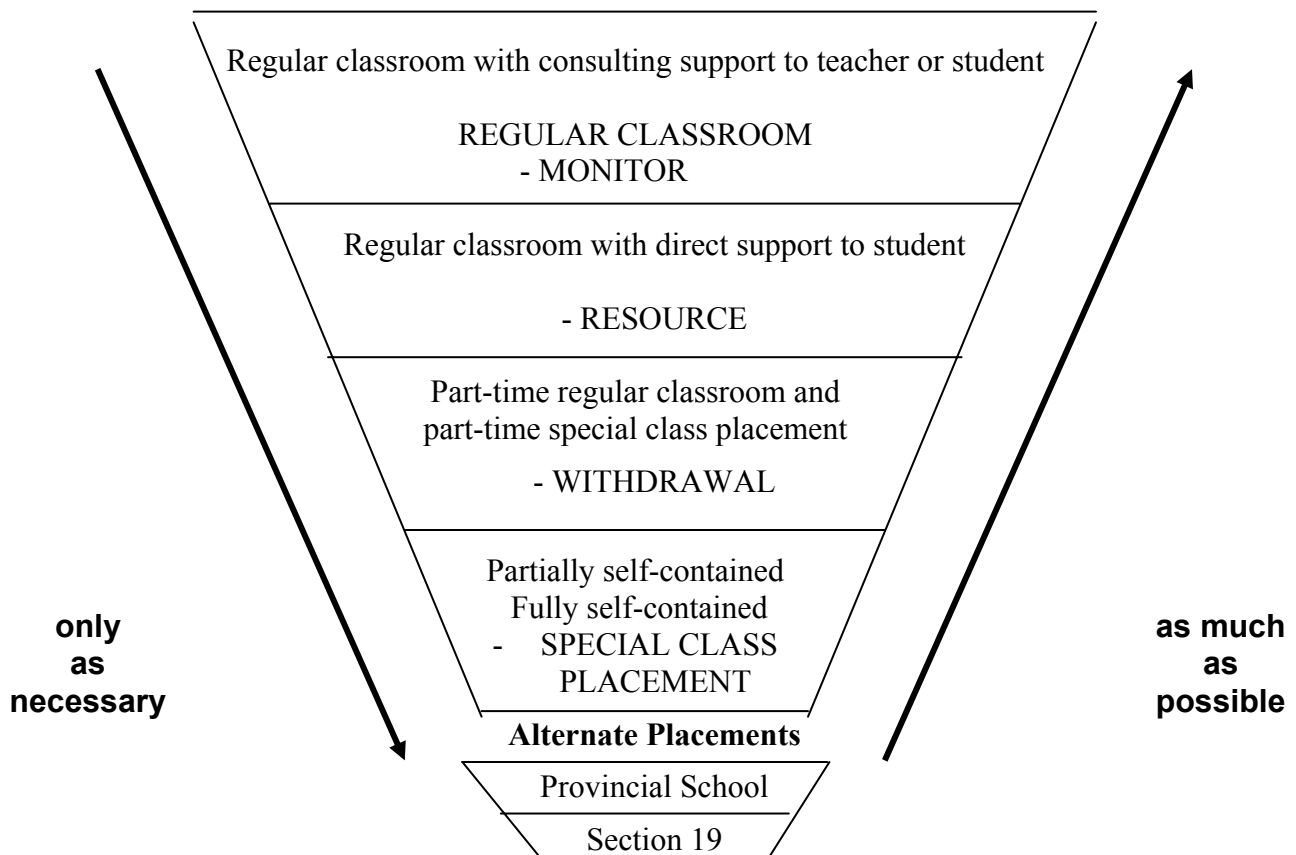 Regular classroom with consulting support to teacher or student
REGULAR CLASSROOM
- MONITOR
Regular classroom with direct support to student
- RESOURCE
Part-time regular classroom and
part-time special class placement
- WITHDRAWAL
Partially self-contained
Fully self-contained
- SPECIAL CLASS
PLACEMENT
only
as
necessary
as much
as
possible
Alternate Placements
Provincial School
Section 19